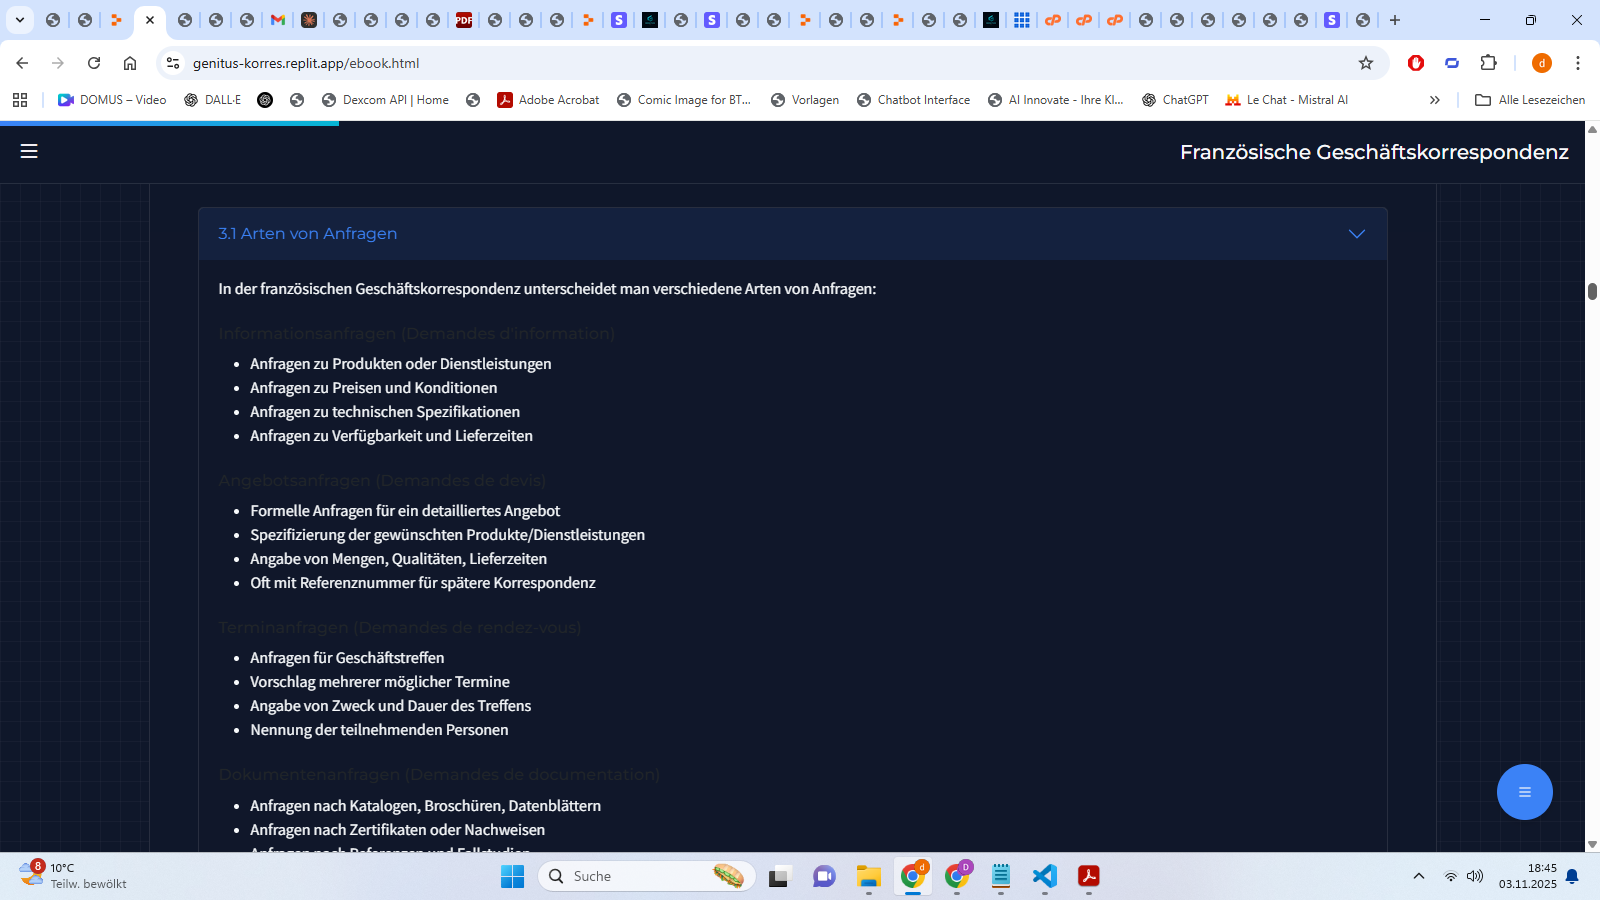 genitus-korres.replit.app/ebook.html
d
DOMUS – Video
DALL·E
Dexcom API | Home
Adobe Acrobat
Comic Image for BT...
Vorlagen
Chatbot Interface
AI Innovate - Ihre KI...
ChatGPT
Le Chat - Mistral AI
Alle Lesezeichen
Französische Geschäftskorrespondenz
3.1 Arten von Anfragen
In der französischen Geschäftskorrespondenz unterscheidet man verschiedene Arten von Anfragen:
Informationsanfragen (Demandes d'information)
• Anfragen zu Produkten oder Dienstleistungen
• Anfragen zu Preisen und Konditionen
• Anfragen zu technischen Spezifikationen
• Anfragen zu Verfügbarkeit und Lieferzeiten
Angebotsanfragen (Demandes de devis)
• Formelle Anfragen für ein detailliertes Angebot
• Spezifizierung der gewünschten Produkte/Dienstleistungen
• Angabe von Mengen, Qualitäten, Lieferzeiten
• Oft mit Referenznummer für spätere Korrespondenz
Terminanfragen (Demandes de rendez-vous)
• Anfragen für Geschäftstreffen
• Vorschlag mehrerer möglicher Termine
• Angabe von Zweck und Dauer des Treffens
• Nennung der teilnehmenden Personen
Dokumentenanfragen (Demandes de documentation)
• Anfragen nach Katalogen, Broschüren, Datenblättern
• Anfragen nach Zertifikaten oder Nachweisen
• Anfragen nach Referenzen und Fallstudien
8
10°C
Teilw. bewölkt
Suche
d
D
18:45
03.11.2025